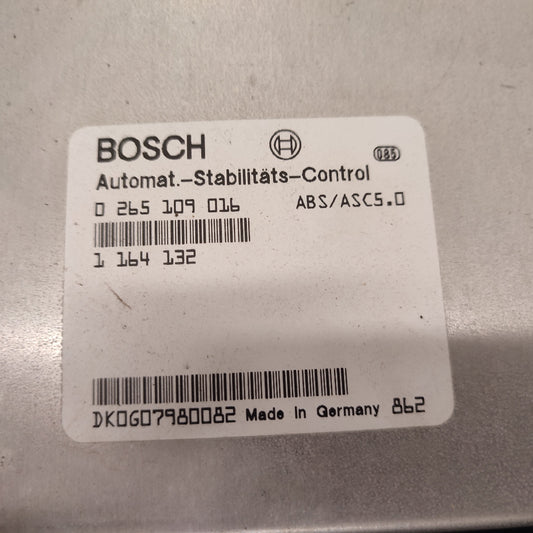 BOSCH 085
Automat.-Stabilitäts-Control
0 265 109 016 ABS/ASC5.0
1 164 132
DK0G07980082 Made in Germany 862